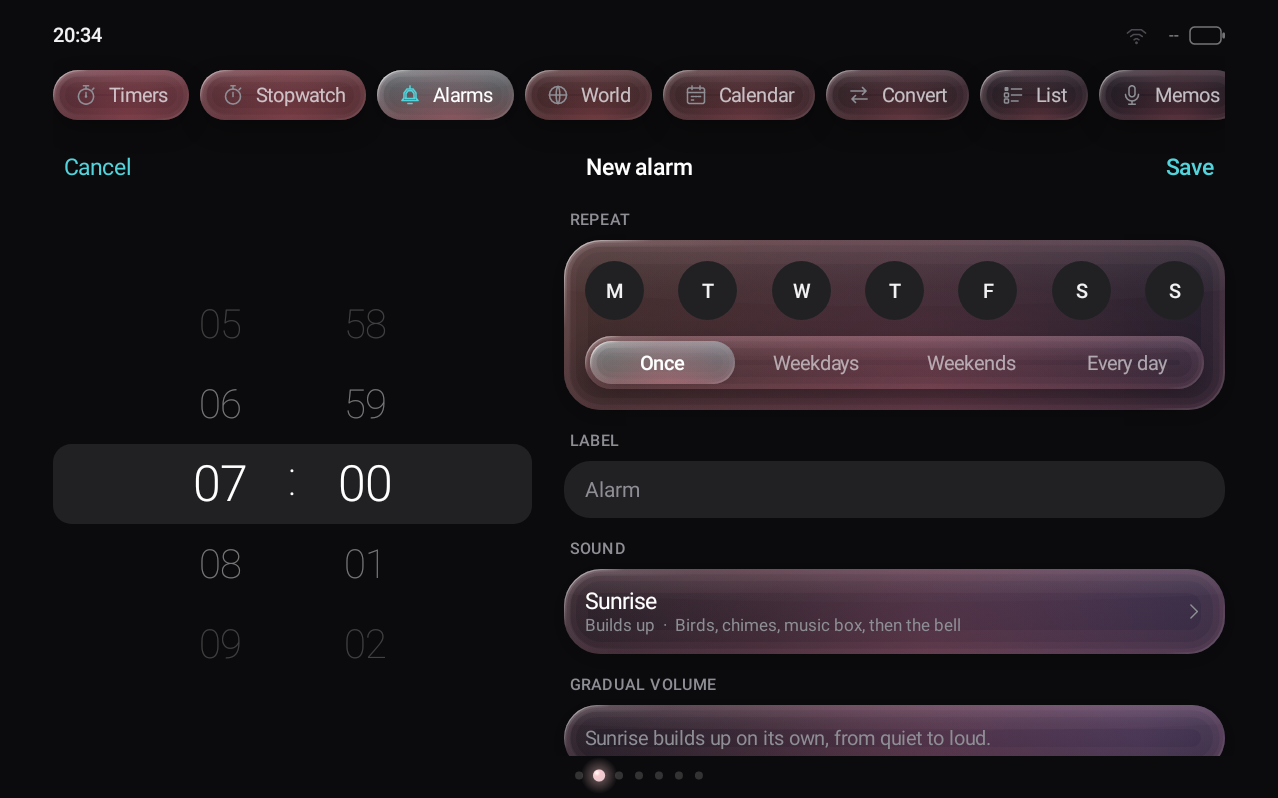 20:34 --
Timers Stopwatch Alarms World Calendar Convert List Memos
Cancel New alarm Save
REPEAT
M T W T F S S
Once Weekdays Weekends Every day
05 58
06 59
07 : 00
08 01
09 02
LABEL
Alarm
SOUND
Sunrise
Builds up · Birds, chimes, music box, then the bell
GRADUAL VOLUME
Sunrise builds up on its own, from quiet to loud.